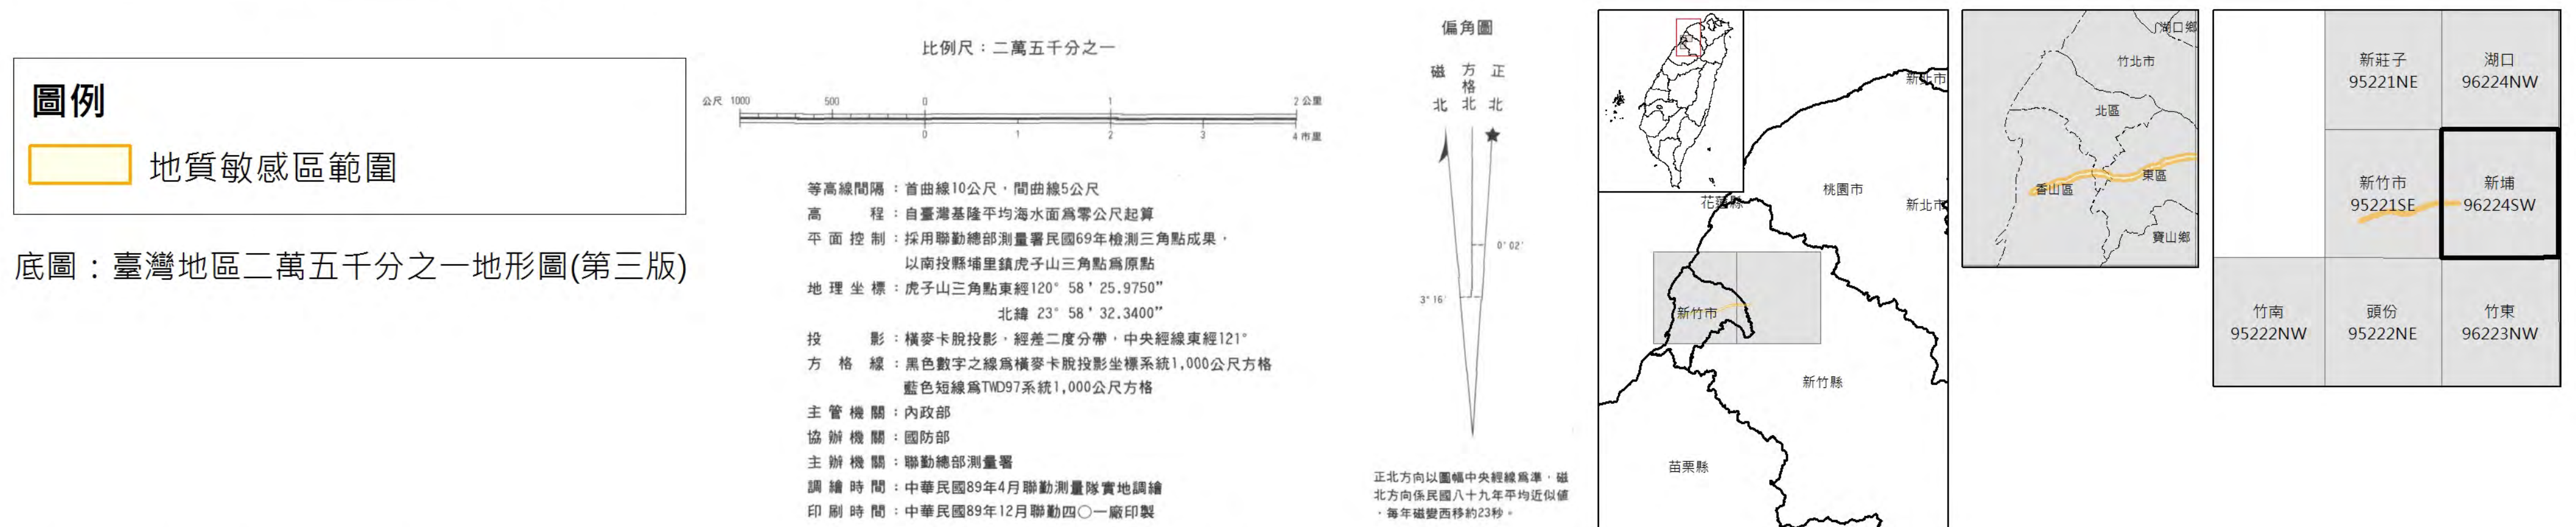 圖例
地質敏感區範圍
底圖：臺灣地區二萬五千分之一地形圖(第三版)
比例尺：二萬五千分之一
公尺 1000 500 0 1 2 公里
0 1 2 3 4 市里
等高線間隔：首曲線10公尺，間曲線5公尺
高程：自臺灣基隆平均海水面爲零公尺起算
平面控制：採用聯勤總部測量署民國69年檢測三角點成果，
以南投縣埔里鎮虎子山三角點爲原點
地理坐標：虎子山三角點東經120° 58' 25.9750"
北緯 23° 58' 32.3400"
投影：橫麥卡脫投影，經差二度分帶，中央經線東經121°
方格線：黑色數字之線爲橫麥卡脫投影坐標系統1,000公尺方格
藍色短線爲TWD97系統1,000公尺方格
主管機關：內政部
協辦機關：國防部
主辦機關：聯勤總部測量署
調繪時間：中華民國89年4月聯勤測量隊實地調繪
印刷時間：中華民國89年12月聯勤四〇一廠印製
偏角圖
磁北 方格北 正北
0° 02'
3° 16'
正北方向以圖幅中央經線爲準，磁
北方向係民國八十九年平均近似值
，每年磁變西移約23秒。
新北市
桃園市
花蓮縣
新北市
新竹市
新竹縣
苗栗縣
湖口鄉
竹北市
北區
東區
香山區
寶山鄉
新莊子
95221NE
湖口
96224NW
新竹市
95221SE
新埔
96224SW
竹南
95222NW
頭份
95222NE
竹東
96223NW